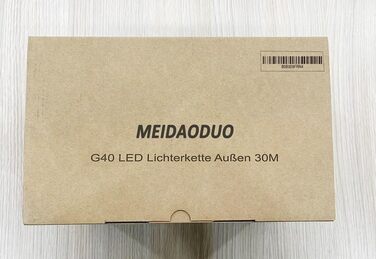 MEIDAODUO
G40 LED Lichterkette Außen 30M